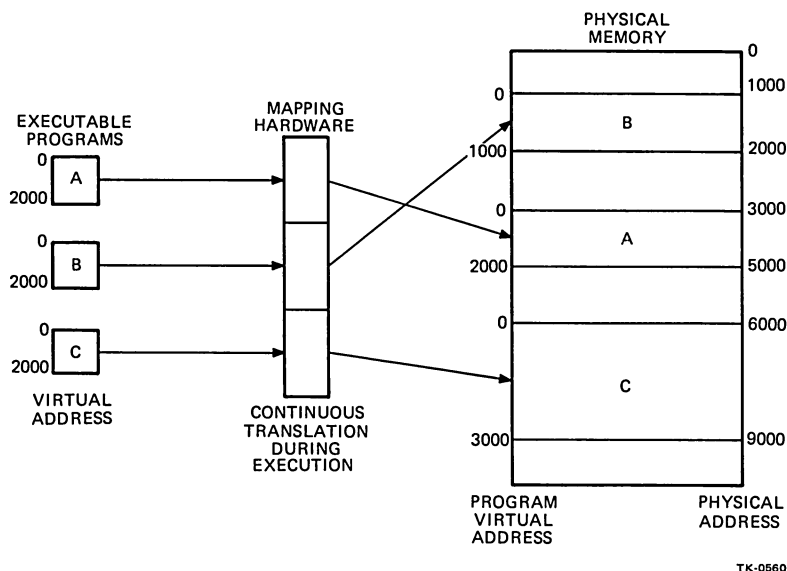 PHYSICAL
MEMORY
EXECUTABLE
PROGRAMS
0
A
2000
0
B
2000
0
C
2000
VIRTUAL
ADDRESS
MAPPING
HARDWARE
CONTINUOUS
TRANSLATION
DURING
EXECUTION
0
1000
0
B
1000
2000
0
3000
A
2000
5000
0
6000
C
3000
9000
PROGRAM
VIRTUAL
ADDRESS
PHYSICAL
ADDRESS
TK-0560